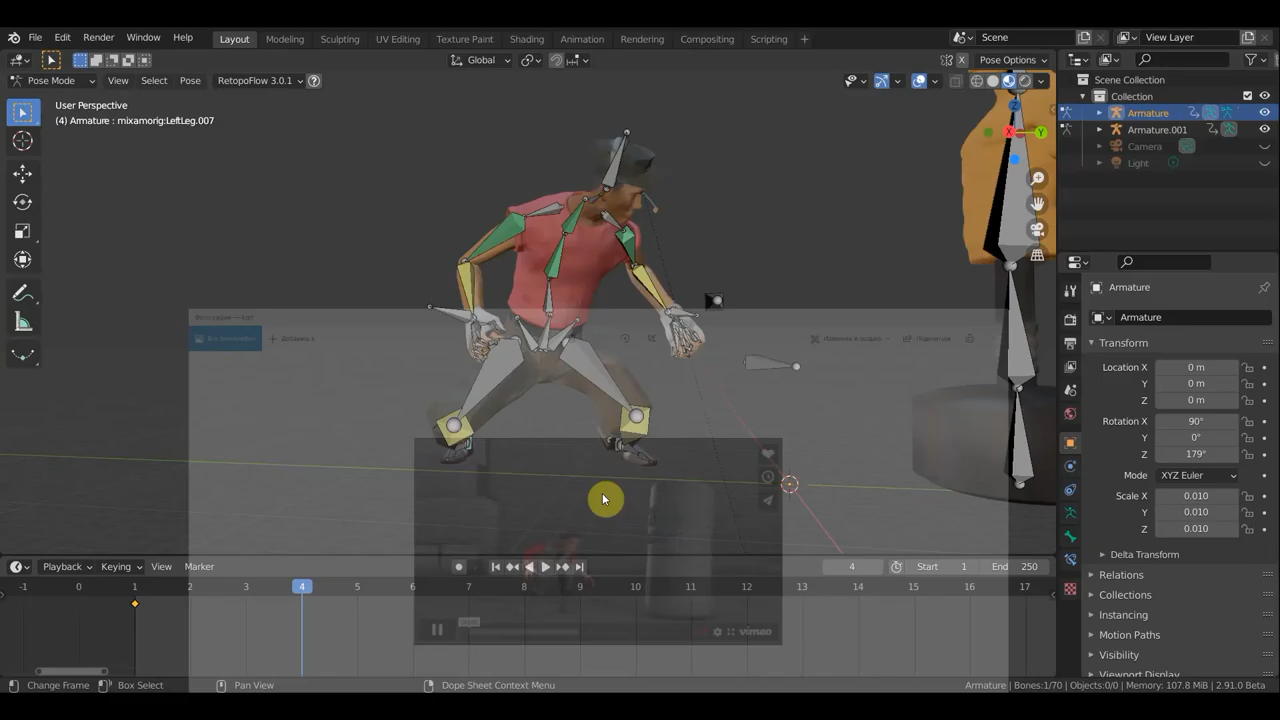 File Edit Render Window Help Layout Modeling Sculpting UV Editing Texture Paint Shading Animation Rendering Compositing Scripting + Scene View Layer
Global Pose Options
Pose Mode View Select Pose RetopoFlow 3.0.1
User Perspective
(4) Armature : mixamorig:LeftLeg.007
X
Y
Z
Scene Collection
Collection
Armature
Armature.001
Camera
Light
Armature
Armature
Transform
Location X 0 m
Y 0 m
Z 0 m
Rotation X 90°
Y 0°
Z 179°
Mode XYZ Euler
Scale X 0.010
Y 0.010
Z 0.010
Delta Transform
Relations
Collections
Instancing
Motion Paths
Visibility
Viewport Display
vimeo
Playback Keying View Marker 4 Start 1 End 250
-1 0 1 2 3 4 5 6 7 8 9 10 11 12 13 14 15 16 17
Change Frame Box Select Pan View Dope Sheet Context Menu Armature | Bones:1/70 | Objects:0/0 | Memory: 107.8 MiB | 2.91.0 Beta